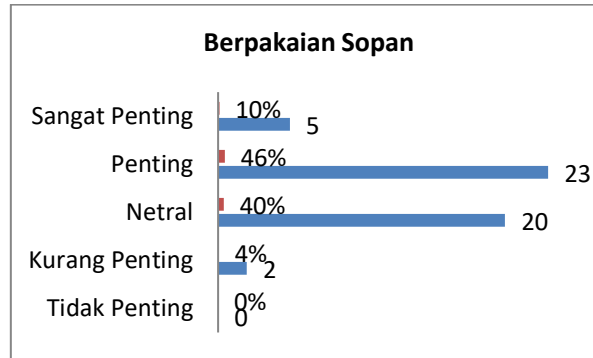 Berpakaian Sopan
Sangat Penting
10%
5
Penting
46%
23
Netral
40%
20
Kurang Penting
4%
2
Tidak Penting
0%
0